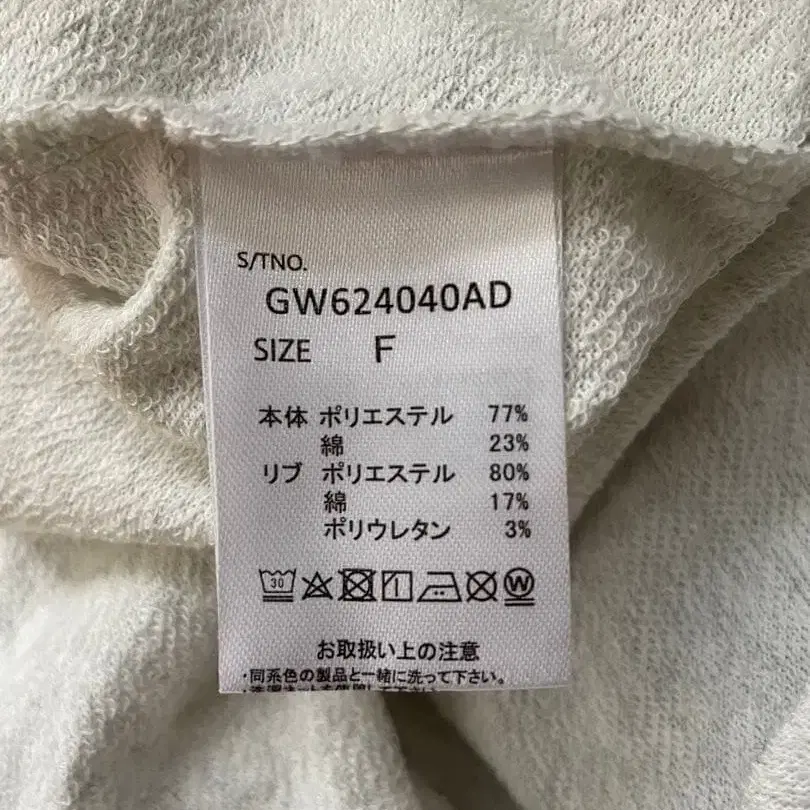 S/TNO.
GW624040AD
SIZE F
本体 ポリエステル 77%
綿 23%
リブ ポリエステル 80%
綿 17%
ポリウレタン 3%
30
W
お取扱い上の注意
・同系色の製品と一緒に洗って下さい。